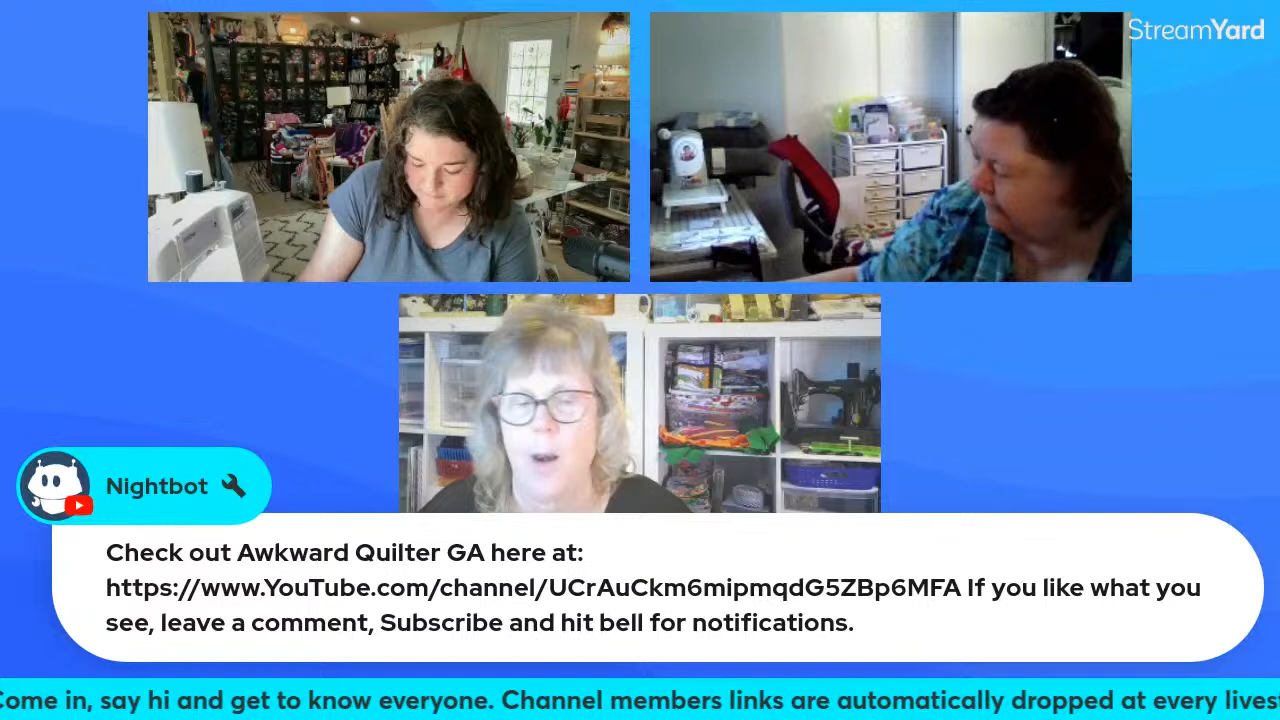 StreamYard
Nightbot
Check out Awkward Quilter GA here at:
https://www.YouTube.com/channel/UCrAuCkm6mipmqdG5ZBp6MFA If you like what you
see, leave a comment, Subscribe and hit bell for notifications.
Come in, say hi and get to know everyone. Channel members links are automatically dropped at every lives